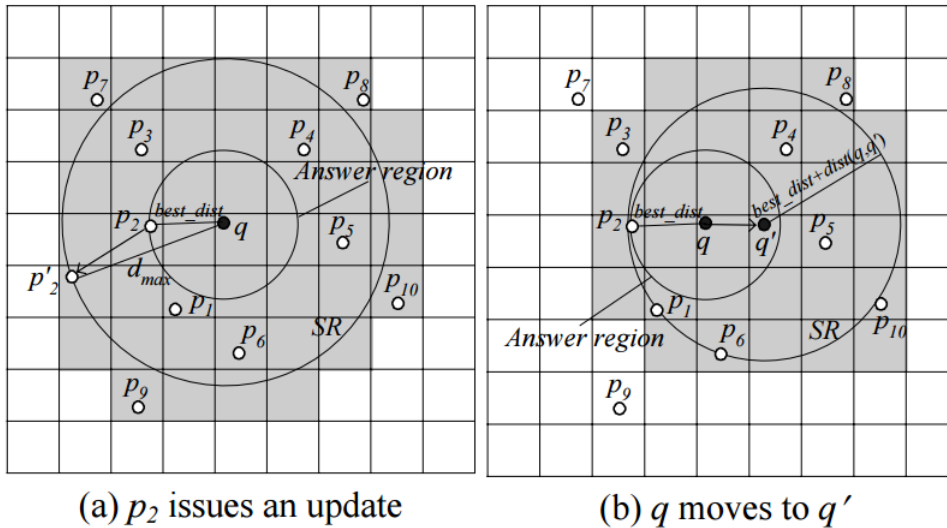 p7
p8
p3
p4
Answer region
p2
best_dist
q
p5
p'2
dmax
p1
p10
SR
p6
p9
(a) p2 issues an update
p7
p8
p3
p4
best_dist+dist(q,q')
p2
best_dist
q
q'
p5
p1
Answer region
SR
p10
p6
p9
(b) q moves to q'